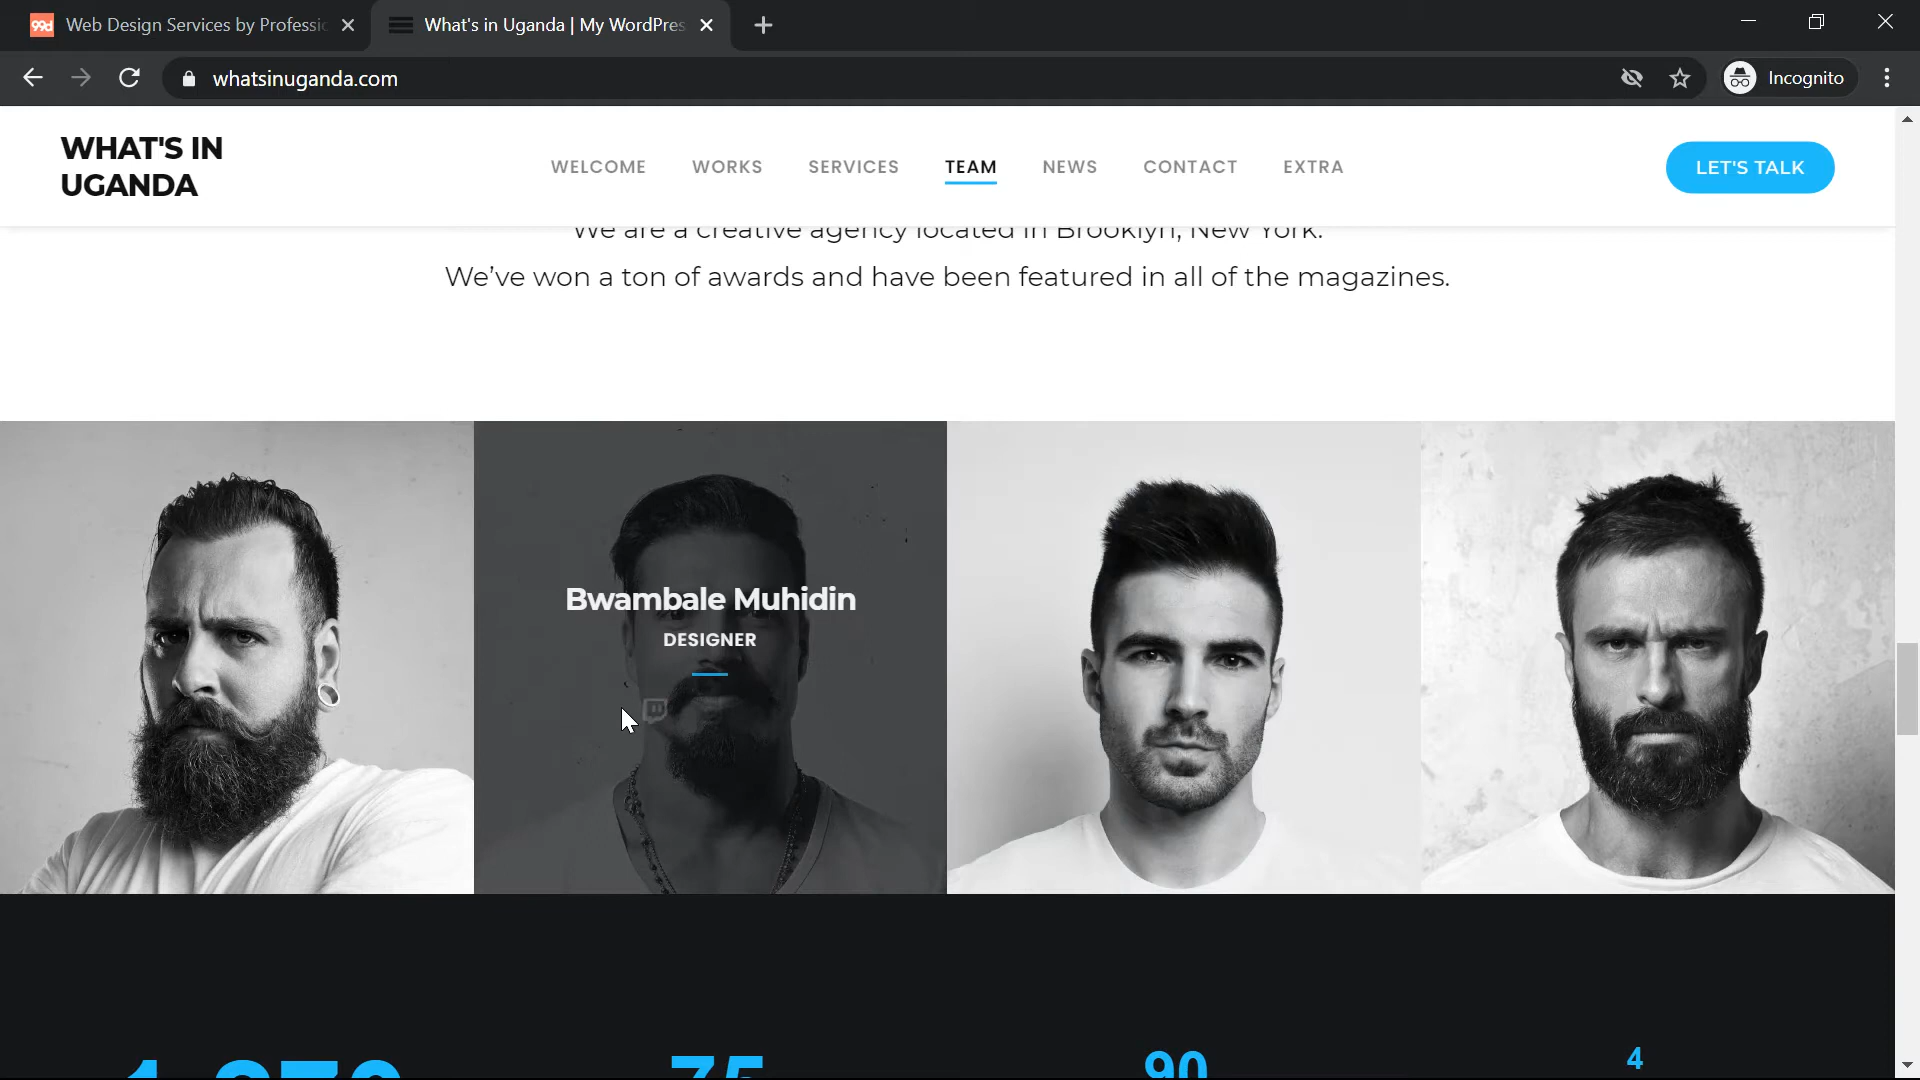 99d Web Design Services by Professi
What's in Uganda | My WordPres
whatsinuganda.com
Incognito
WHAT'S IN
UGANDA
WELCOME WORKS SERVICES TEAM NEWS CONTACT EXTRA
LET'S TALK
We are a creative agency located in Brooklyn, New York.
We’ve won a ton of awards and have been featured in all of the magazines.
Bwambale Muhidin
DESIGNER
75 90 4